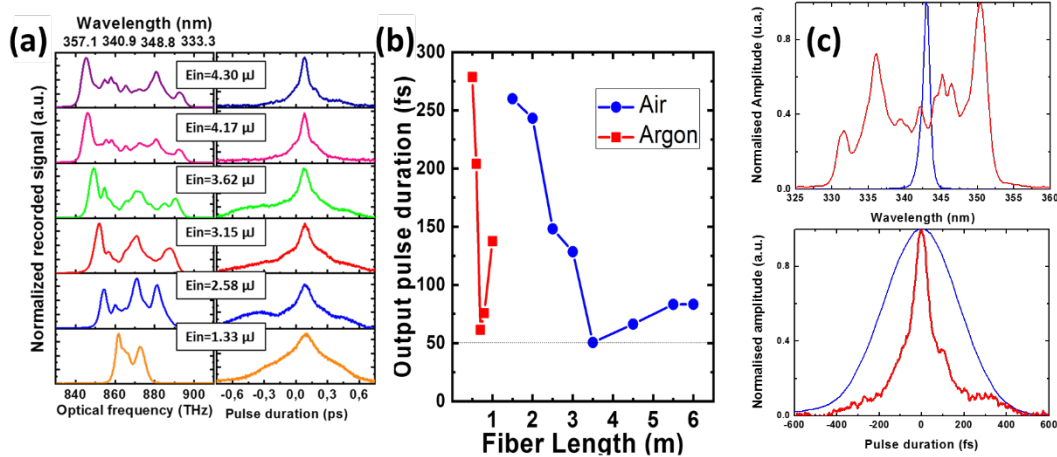 (a)
Wavelength (nm)
357.1 340.9 348.8 333.3
Normalized recorded signal (a.u.)
Ein=4.30 µJ
Ein=4.17 µJ
Ein=3.62 µJ
Ein=3.15 µJ
Ein=2.58 µJ
Ein=1.33 µJ
840 860 880 900
Optical frequency (THz)
-0,6 -0,3 0,0 0,3 0,6
Pulse duration (ps)
(b)
Output pulse duration (fs)
300
250
200
150
100
50
0
Air
Argon
1 2 3 4 5 6
Fiber Length (m)
(c)
Normalised Amplitude (u.a.)
0.8
0.4
0.0
325 330 335 340 345 350 355 360
Wavelength (nm)
Normalised amplitude (a.u.)
0.8
0.4
0.0
-600 -400 -200 0 200 400 600
Pulse duration (fs)